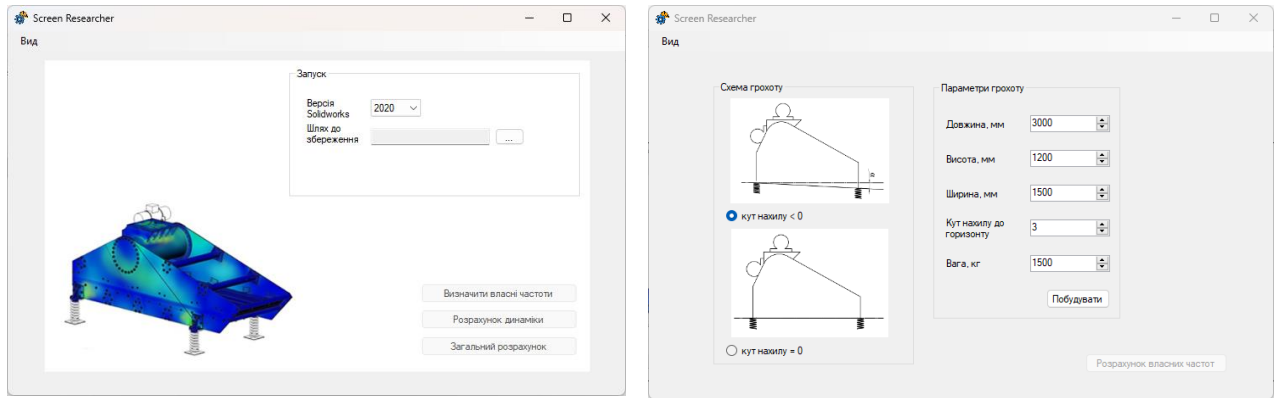 Screen Researcher
Вид
Запуск
Версія
Solidworks
2020
Шлях до
збереження
...
Визначити власні частоти
Розрахунок динаміки
Загальний розрахунок
Screen Researcher
Вид
Схема грохоту
кут нахилу < 0
кут нахилу = 0
Параметри грохоту
Довжина, мм
3000
Висота, мм
1200
Ширина, мм
1500
Кут нахилу до
горизонту
3
Вага, кг
1500
Побудувати
Розрахунок власних частот